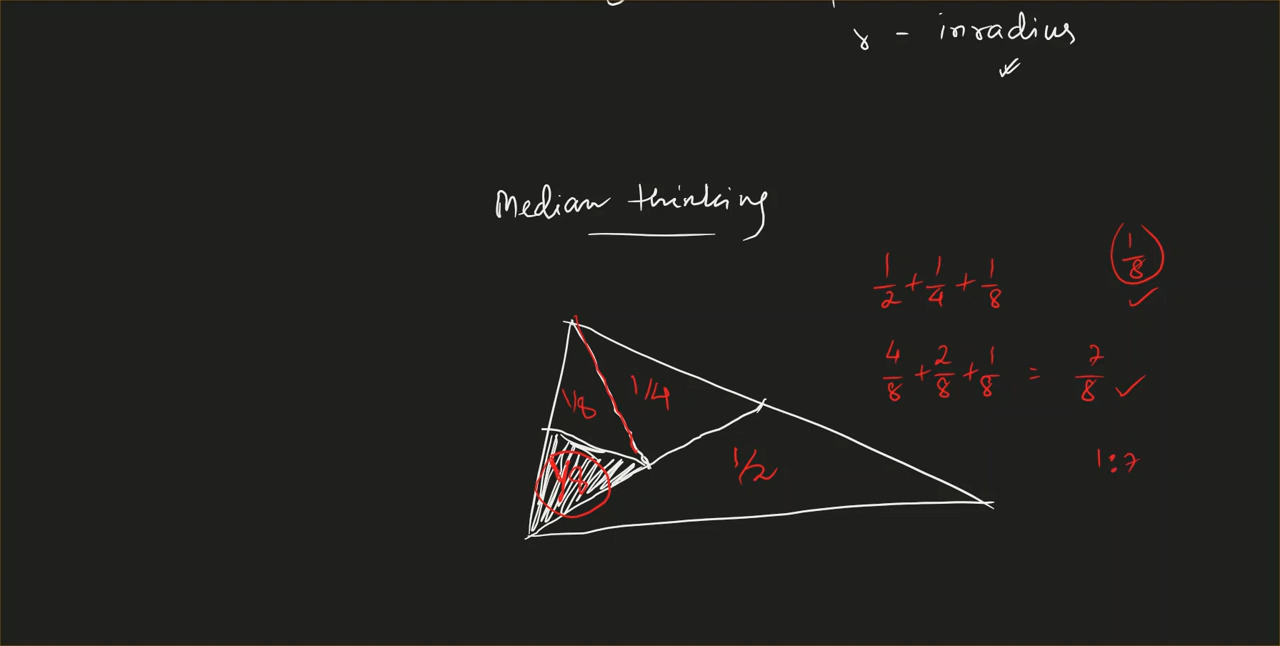 r - inradius
Median thinking
1/2 + 1/4 + 1/8
1/8
4/8 + 2/8 + 1/8 = 7/8
1/8
1/4
1/2
1/8
1:7